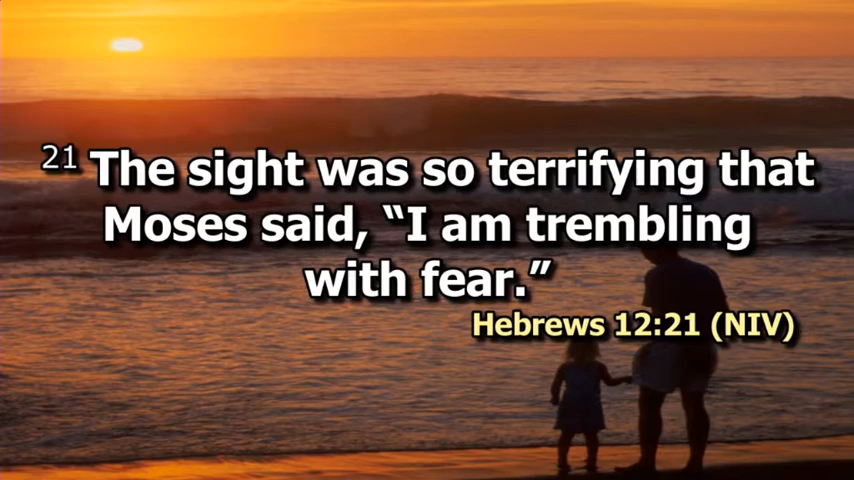 21 The sight was so terrifying that
Moses said, “I am trembling
with fear.”
Hebrews 12:21 (NIV)